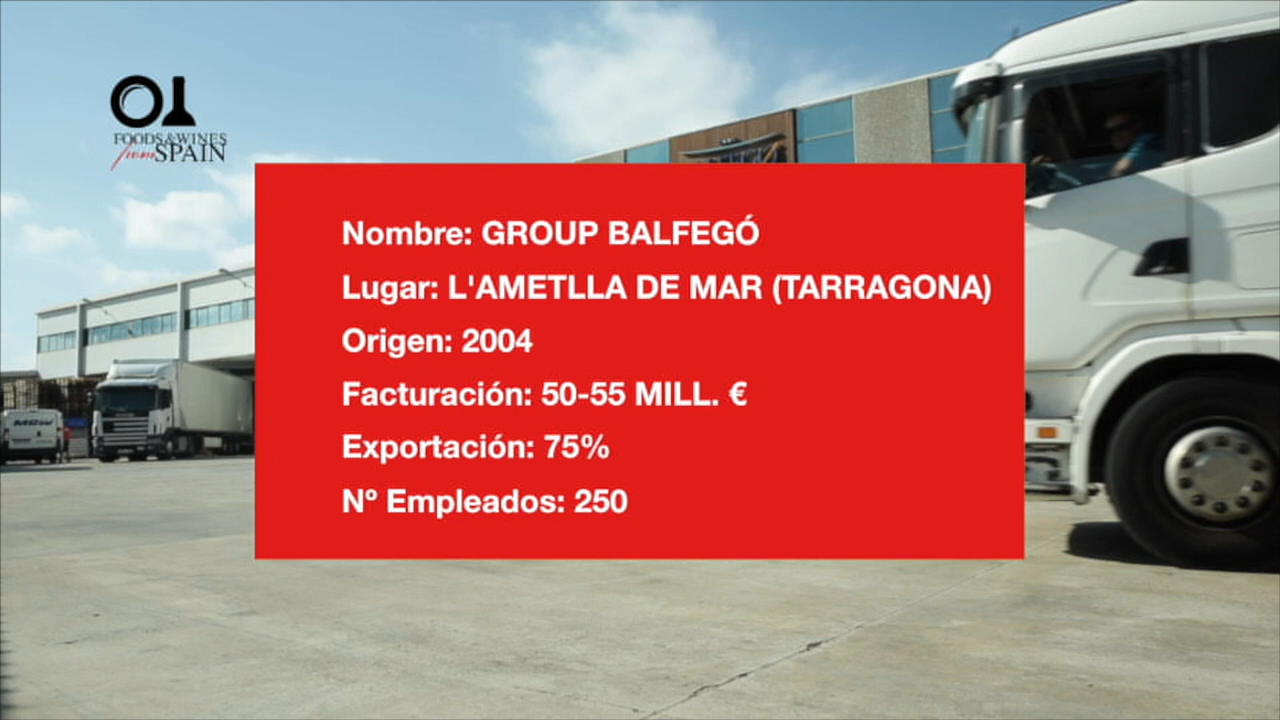 FOODS&WINES
from SPAIN
Nombre: GROUP BALFEGÓ
Lugar: L'AMETLLA DE MAR (TARRAGONA)
Origen: 2004
Facturación: 50-55 MILL. €
Exportación: 75%
Nº Empleados: 250
MRW